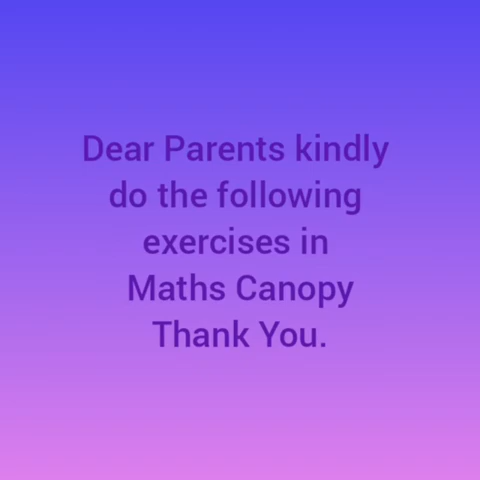 Dear Parents kindly
do the following
exercises in
Maths Canopy
Thank You.